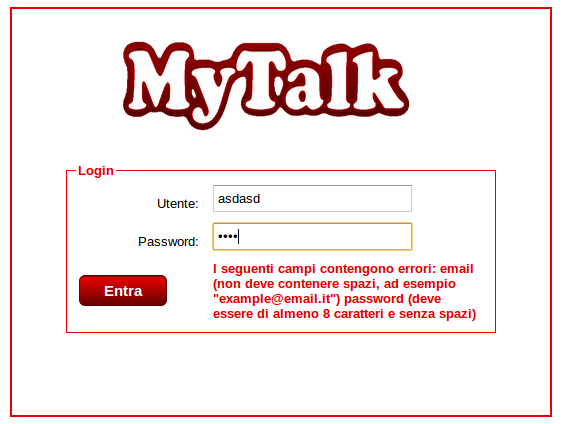 MyTalk
Login
Utente:
asdasd
Password:
••••
I seguenti campi contengono errori: email
(non deve contenere spazi, ad esempio
"example@email.it") password (deve
essere di almeno 8 caratteri e senza spazi)
Entra